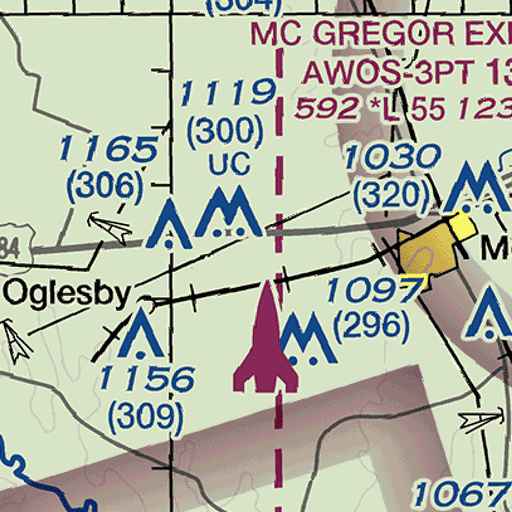 (304)
MC GREGOR EX
AWOS-3PT 13
592 *L 55 123
1119
(300)
UC
1165
(306)
1030
(320)
84
M
Oglesby
1097
(296)
1156
(309)
1067